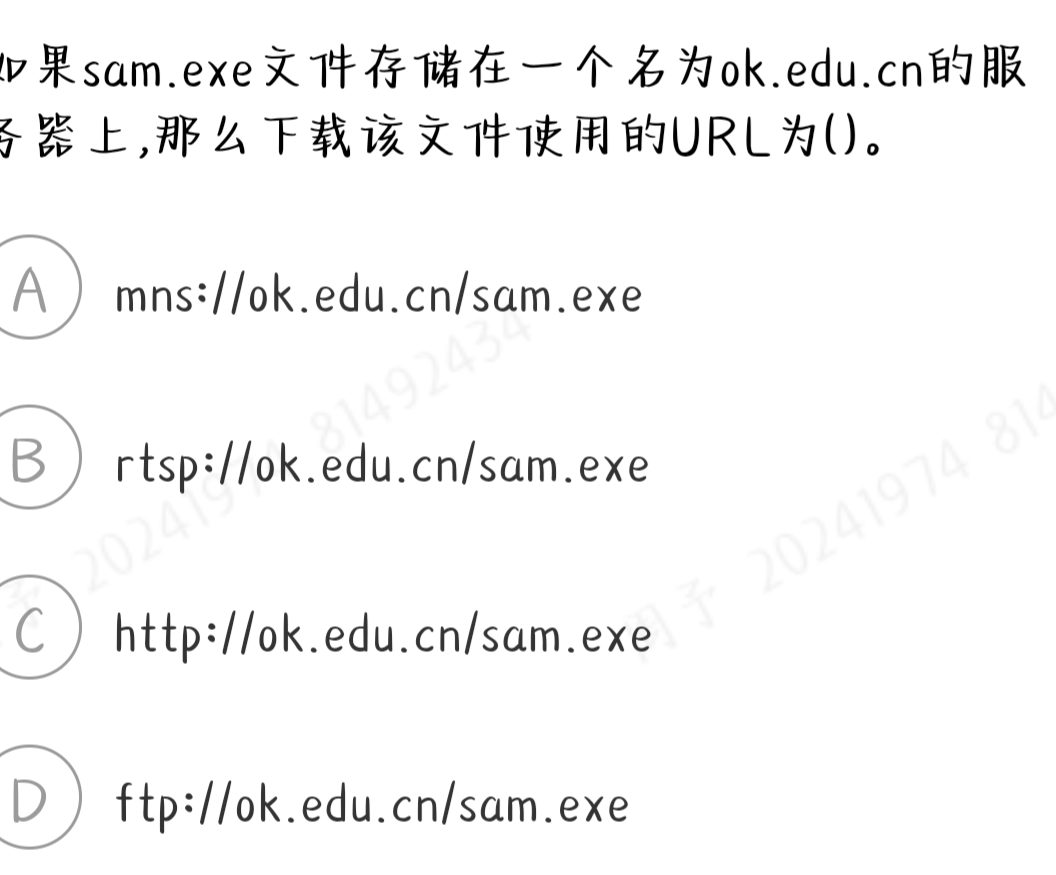 如果sam.exe文件存储在一个名为ok.edu.cn的服
务器上,那么下载该文件使用的URL为()。
A mns://ok.edu.cn/sam.exe
B rtsp://ok.edu.cn/sam.exe
C http://ok.edu.cn/sam.exe
D ftp://ok.edu.cn/sam.exe